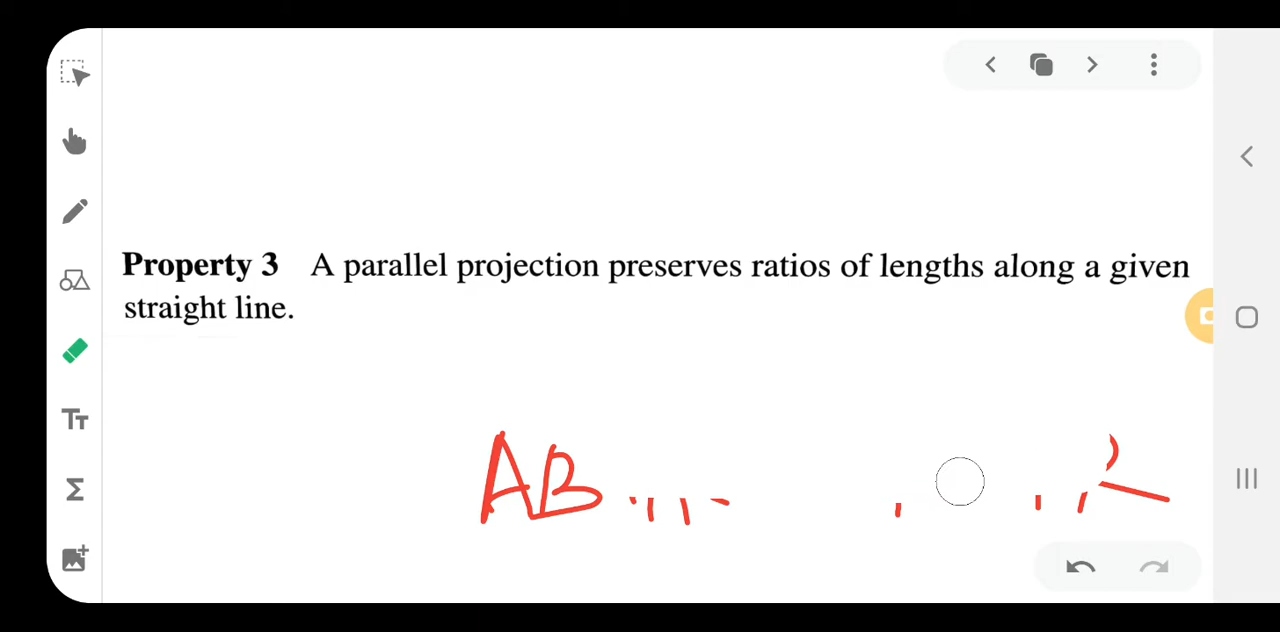 Property 3 A parallel projection preserves ratios of lengths along a given
straight line.
AB